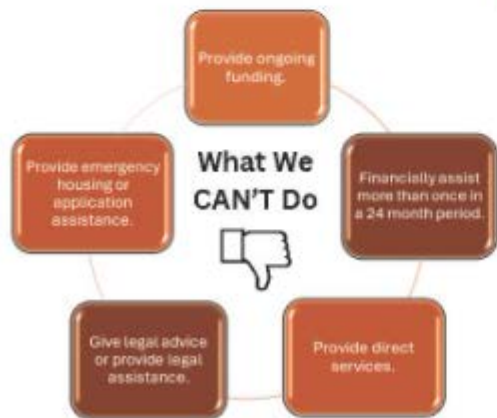 Provide ongoing
funding.
Financially assist
more than once in
a 24 month period.
Provide direct
services.
Give legal advice
or provide legal
assistance.
Provide emergency
housing or
application
assistance.
What We
CAN'T Do